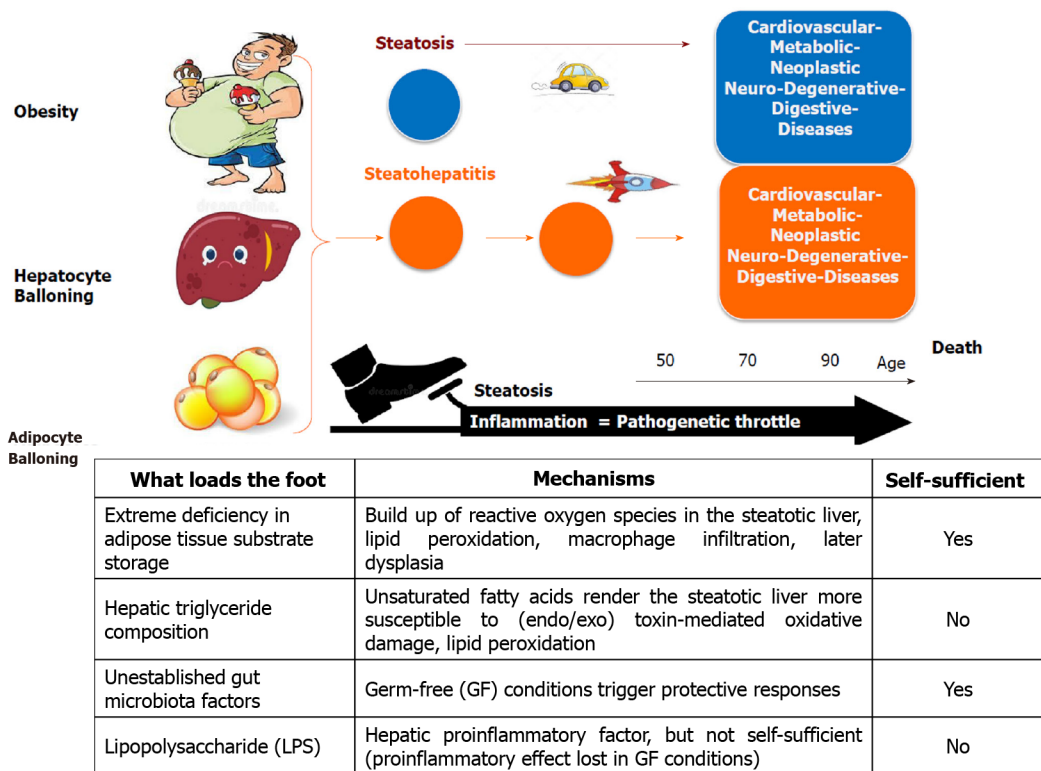 Obesity
Hepatocyte
Balloning
Adipocyte
Balloning
dreamstime.
Steatosis
Steatohepatitis
Cardiovascular-
Metabolic-
Neoplastic
Neuro-Degenerative-
Digestive-
Diseases
Cardiovascular-
Metabolic-
Neoplastic
Neuro-Degenerative-
Digestive-Diseases
50 70 90 Age
Death
Steatosis
Inflammation = Pathogenetic throttle
What loads the foot
Mechanisms
Self-sufficient
Extreme deficiency in
adipose tissue substrate
storage
Build up of reactive oxygen species in the steatotic liver,
lipid peroxidation, macrophage infiltration, later
dysplasia
Yes
Hepatic triglyceride
composition
Unsaturated fatty acids render the steatotic liver more
susceptible to (endo/exo) toxin-mediated oxidative
damage, lipid peroxidation
No
Unestablished gut
microbiota factors
Germ-free (GF) conditions trigger protective responses
Yes
Lipopolysaccharide (LPS)
Hepatic proinflammatory factor, but not self-sufficient
(proinflammatory effect lost in GF conditions)
No